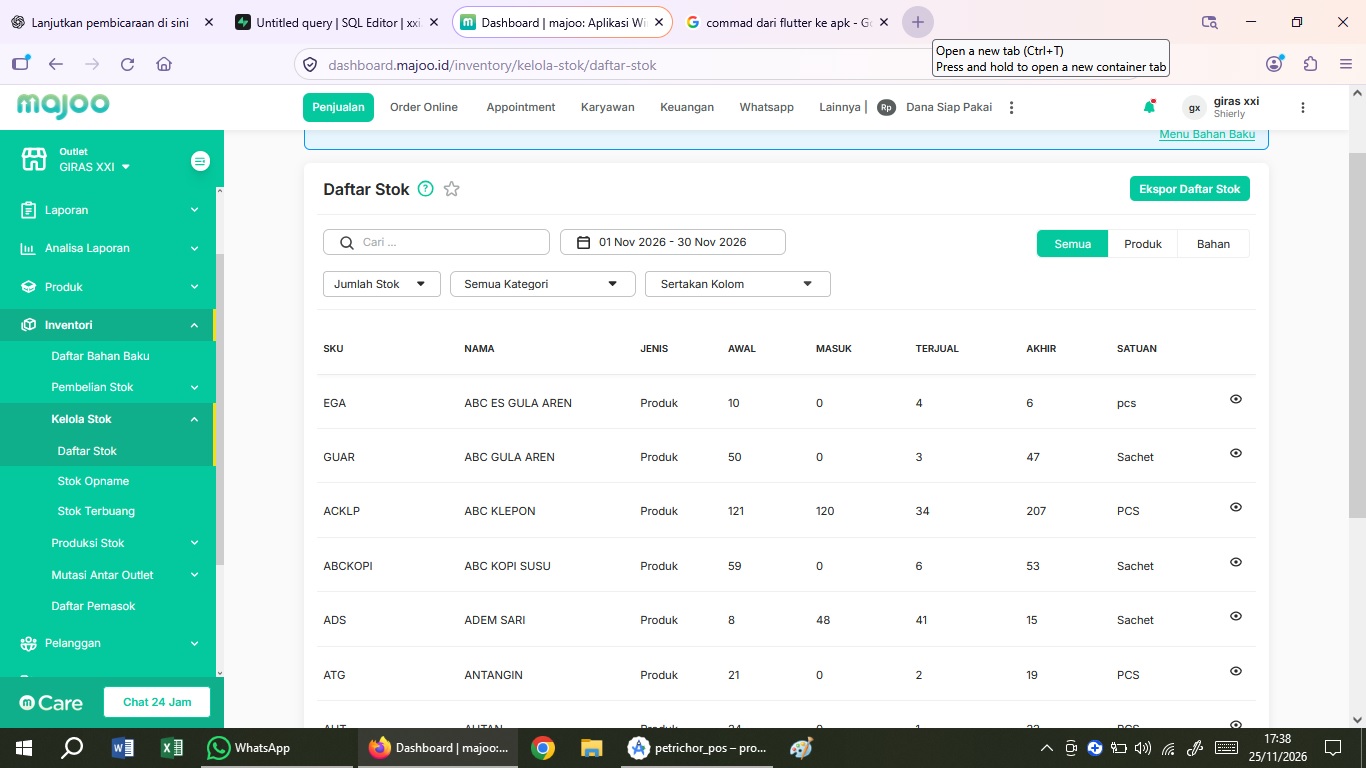 Lanjutkan pembicaraan di sini
Untitled query | SQL Editor | xxi
Dashboard | majoo: Aplikasi Wi
commad dari flutter ke apk - Go
Open a new tab (Ctrl+T)
Press and hold to open a new container tab
dashboard.majoo.id/inventory/kelola-stok/daftar-stok
majoo
Penjualan Order Online Appointment Karyawan Keuangan Whatsapp Lainnya | Rp Dana Siap Pakai
gx giras xxi
Shierly
Outlet
GIRAS XXI
Laporan
Analisa Laporan
Produk
Inventori
Daftar Bahan Baku
Pembelian Stok
Kelola Stok
Daftar Stok
Stok Opname
Stok Terbuang
Produksi Stok
Mutasi Antar Outlet
Daftar Pemasok
Pelanggan
m Care Chat 24 Jam
Menu Bahan Baku
Daftar Stok ? Ekspor Daftar Stok
Cari ... 01 Nov 2026 - 30 Nov 2026 Semua Produk Bahan
Jumlah Stok Semua Kategori Sertakan Kolom
SKU NAMA JENIS AWAL MASUK TERJUAL AKHIR SATUAN
EGA ABC ES GULA AREN Produk 10 0 4 6 pcs
GUAR ABC GULA AREN Produk 50 0 3 47 Sachet
ACKLP ABC KLEPON Produk 121 120 34 207 PCS
ABCKOPI ABC KOPI SUSU Produk 59 0 6 53 Sachet
ADS ADEM SARI Produk 8 48 41 15 Sachet
ATG ANTANGIN Produk 21 0 2 19 PCS
WhatsApp Dashboard | majoo:... petrichor_pos – pro...
17:38
25/11/2026